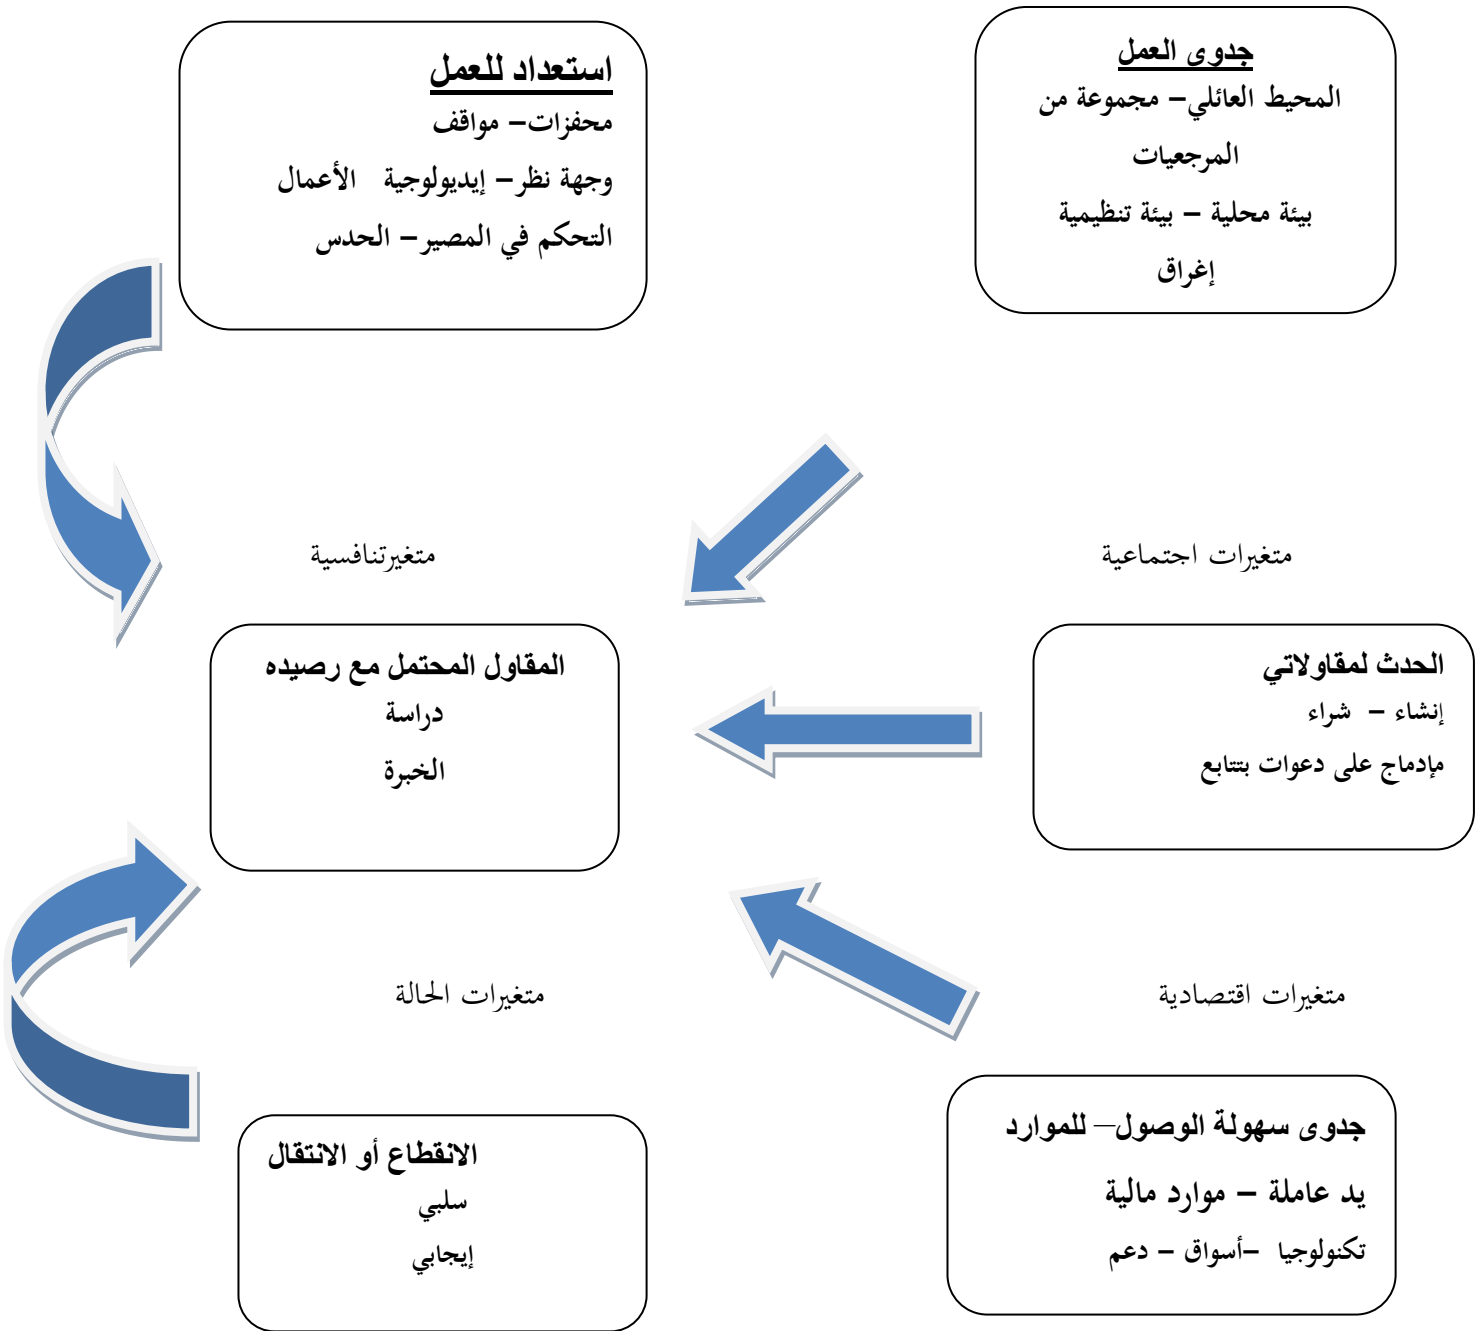 جدوى العمل
المحيط العائلي– مجموعة من
المرجعيات
بيئة محلية – بيئة تنظيمية
إغراق
استعداد للعمل
محفزات– مواقف
وجهة نظر– إيديولوجية الأعمال
التحكم في المصير– الحدس
متغيرات اجتماعية
متغيرتنافسية
الحدث لمقاولاتي
إنشاء – شراء
مإدماج على دعوات بتتابع
المقاول المحتمل مع رصيده
دراسة
الخبرة
متغيرات اقتصادية
متغيرات الحالة
جدوى سهولة الوصول– للموارد
يد عاملة – موارد مالية
تكنولوجيا –أسواق – دعم
الانقطاع أو الانتقال
سلبي
إيجابي